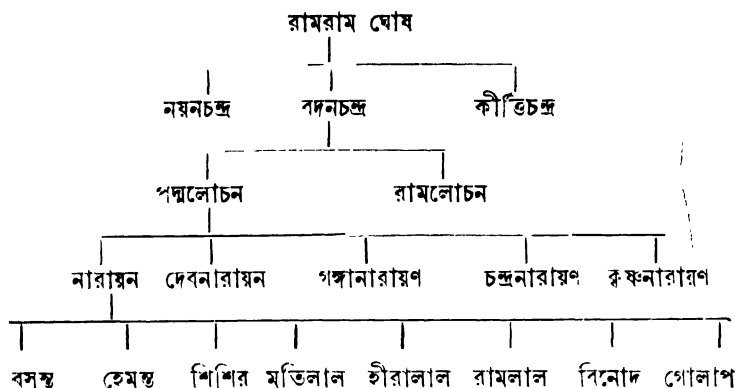 রামরাম ঘোষ
নয়নচন্দ্র বদনচন্দ্র কীর্ত্তিচন্দ্র
পদ্মলোচন রামলোচন
নারায়ন দেবনারায়ন গঙ্গানারায়ণ চন্দ্রনারায়ণ কৃষ্ণনারায়ণ
বসন্ত হেমন্ত শিশির মতিলাল হীরালাল রামলাল বিনোদ গোলাপ